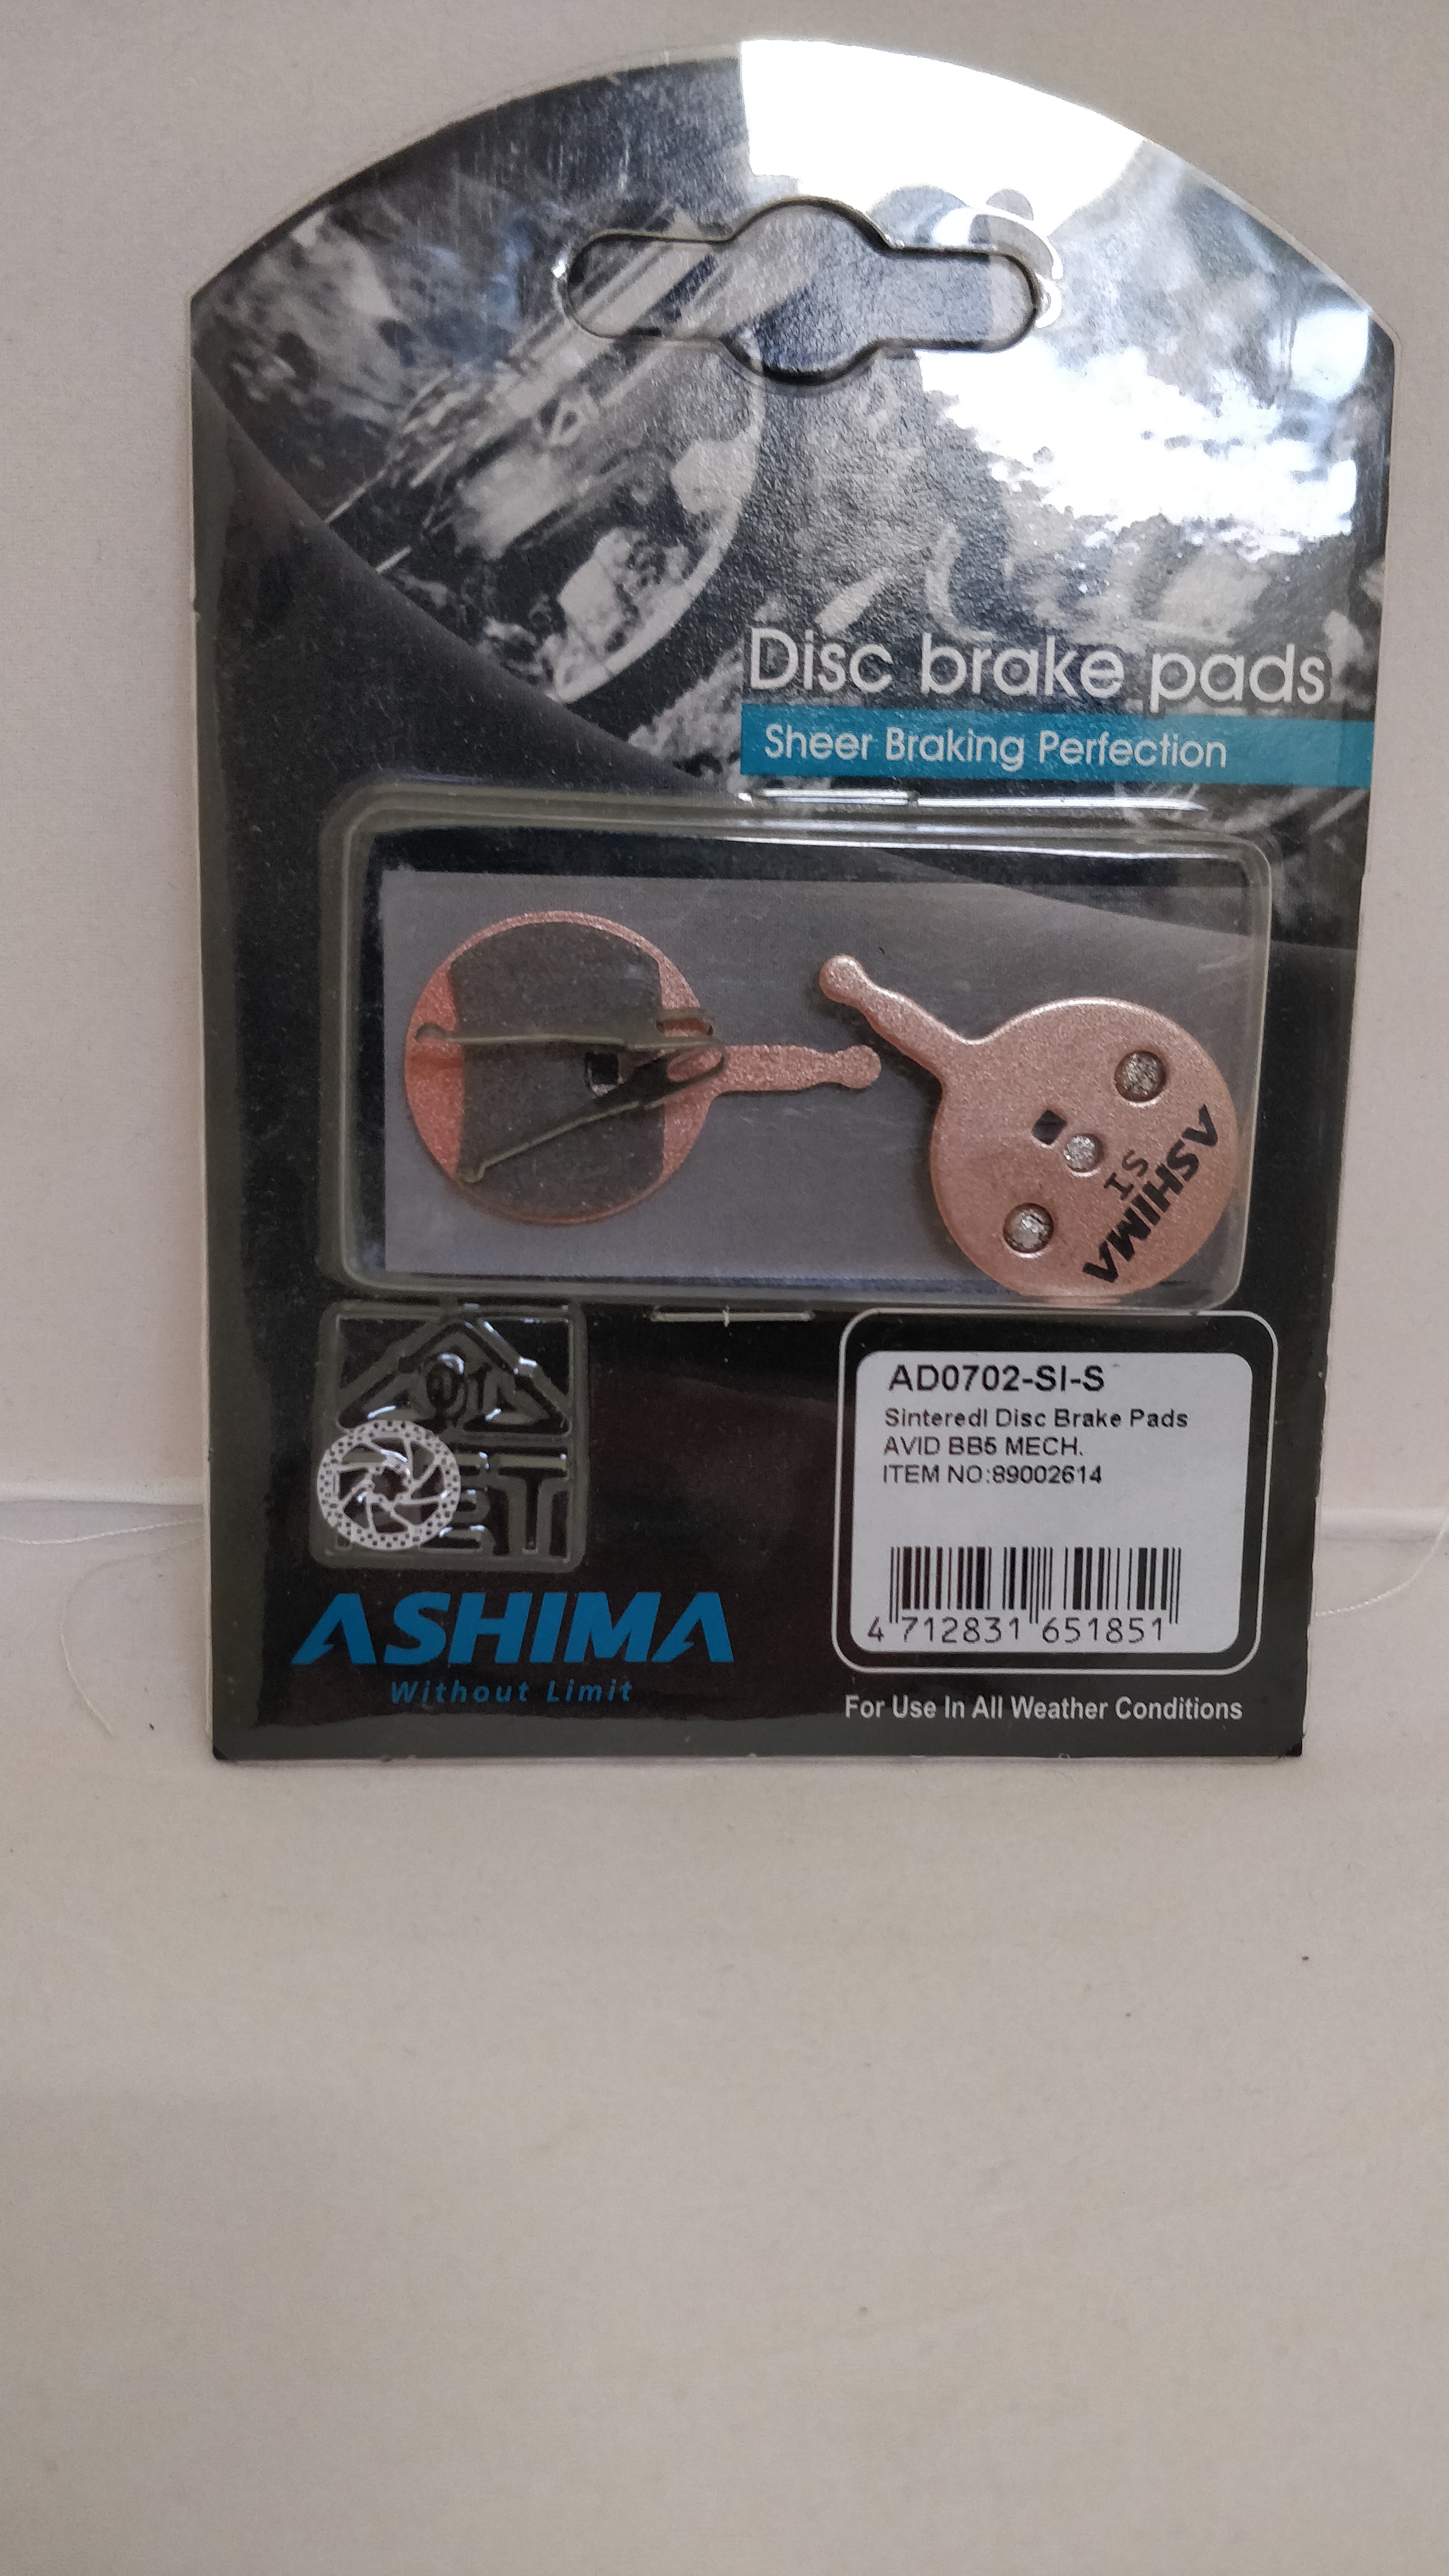 Disc brake pads
Sheer Braking Perfection
ASHIMA
SI
AD0702-SI-S
Sinteredl Disc Brake Pads
AVID BB5 MECH.
ITEM NO:89002614
4 712831 651851
ASHIMA
Without Limit
For Use In All Weather Conditions